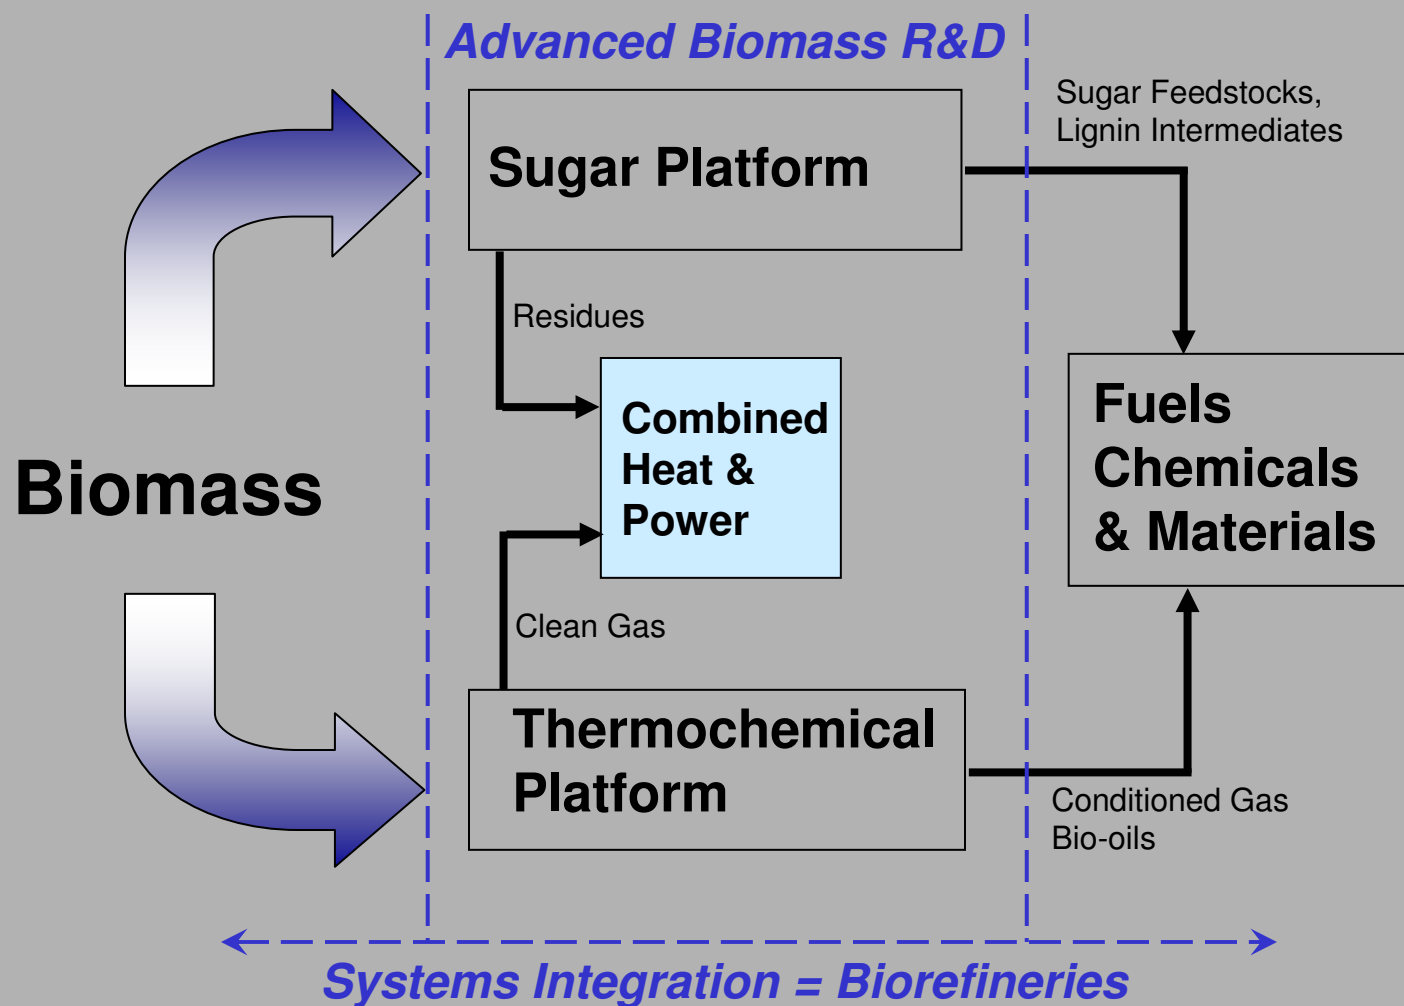 Advanced Biomass R&D
Sugar Feedstocks,
Lignin Intermediates
Sugar Platform
Residues
Combined
Heat &
Power
Fuels
Chemicals
& Materials
Biomass
Clean Gas
Thermochemical
Platform
Conditioned Gas
Bio-oils
Systems Integration = Biorefineries